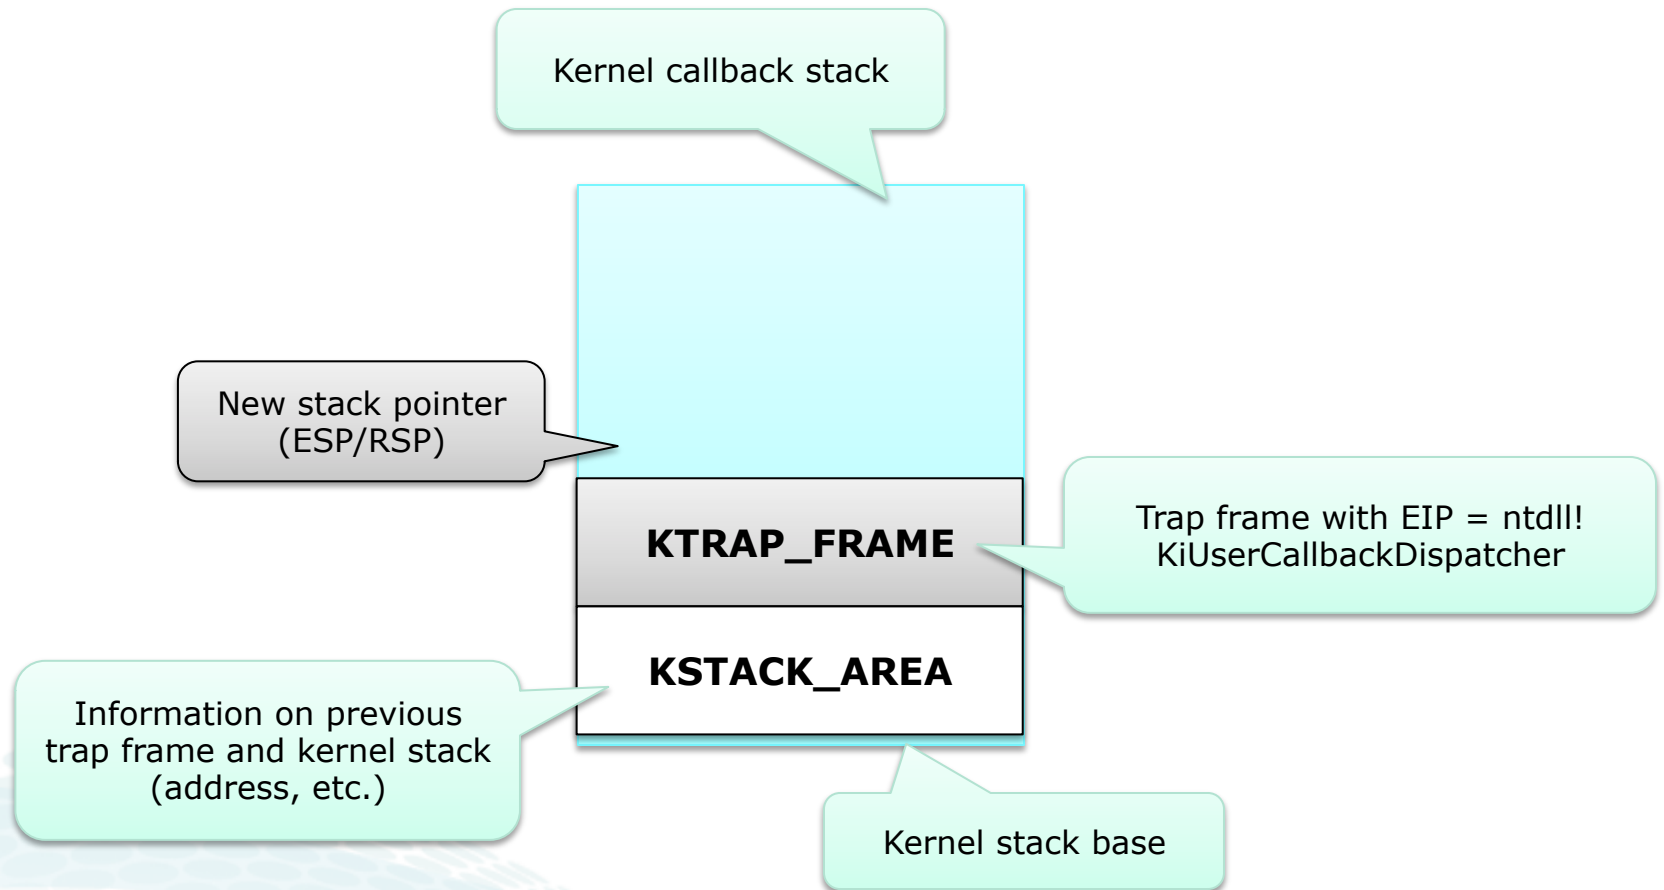 Kernel callback stack
New stack pointer
(ESP/RSP)
KTRAP_FRAME
Trap frame with EIP = ntdll!
KiUserCallbackDispatcher
KSTACK_AREA
Information on previous
trap frame and kernel stack
(address, etc.)
Kernel stack base